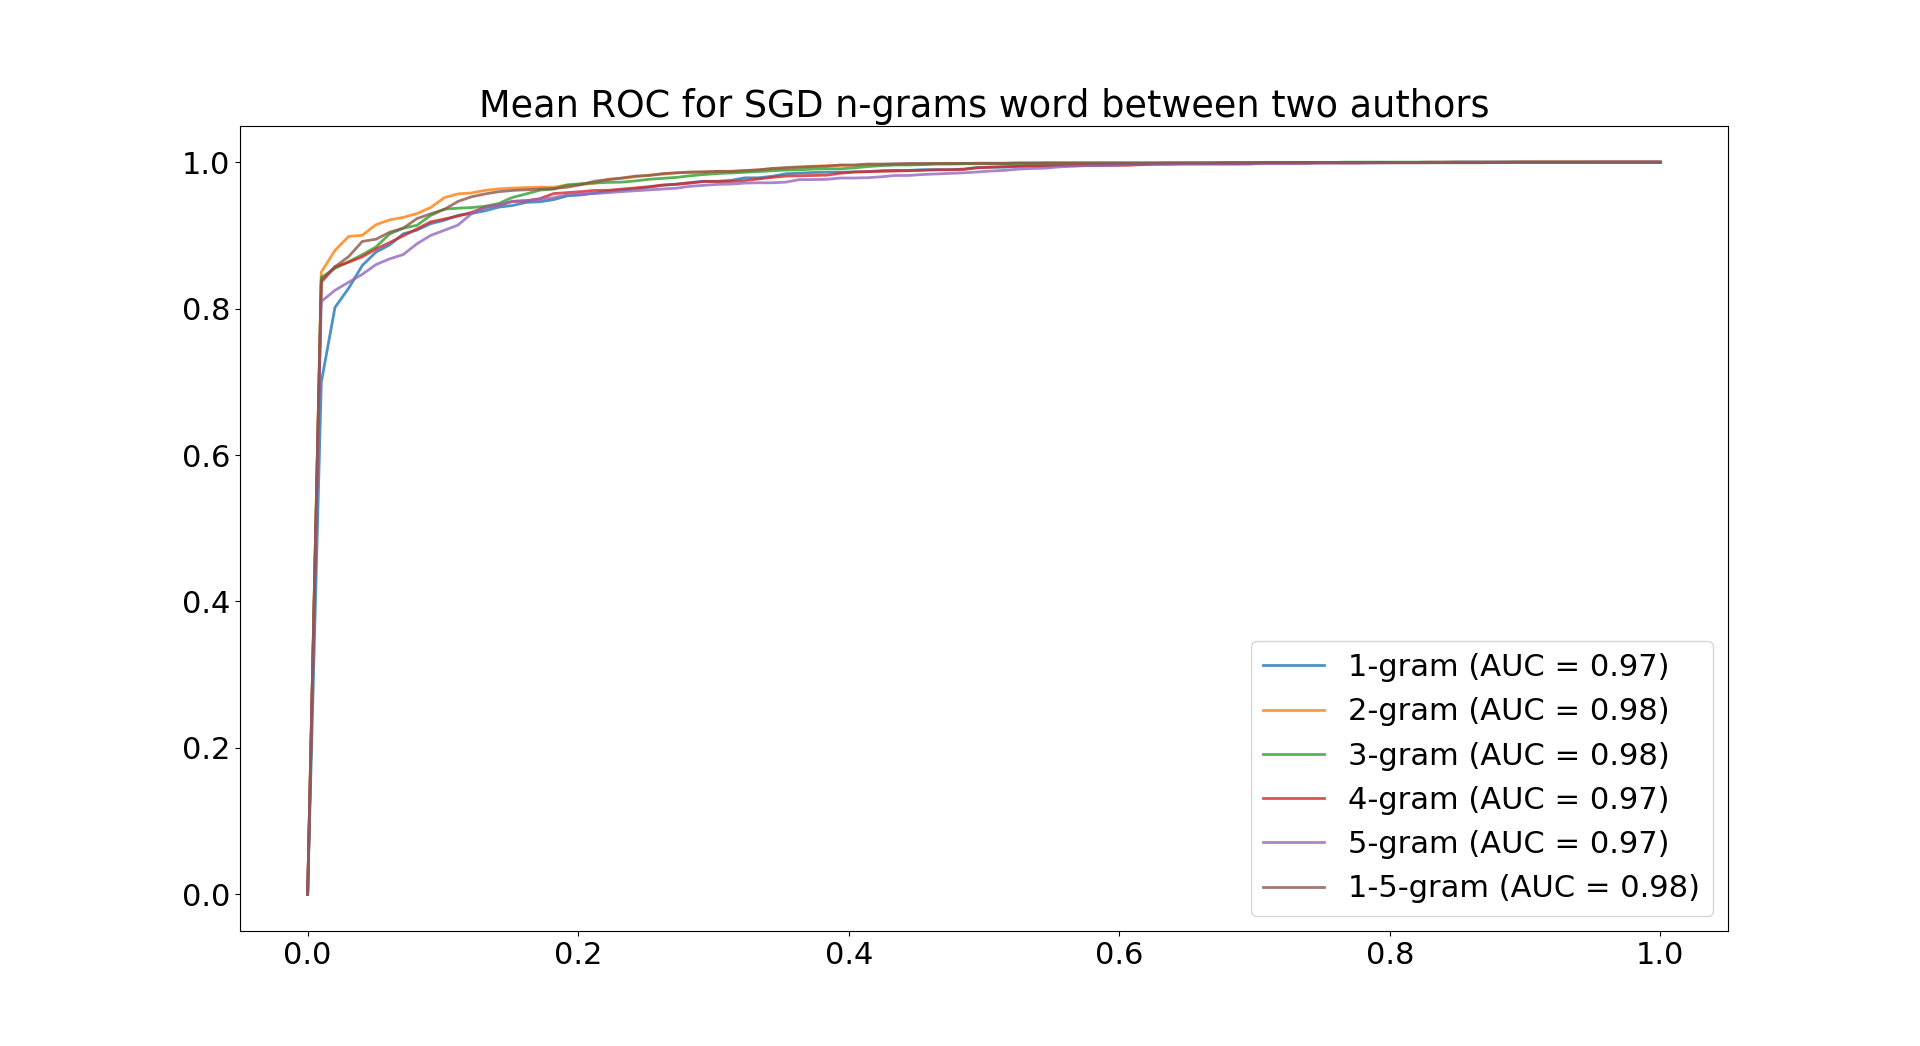 Mean ROC for SGD n-grams word between two authors
1.0
0.8
0.6
0.4
0.2
0.0
0.0 0.2 0.4 0.6 0.8 1.0
1-gram (AUC = 0.97)
2-gram (AUC = 0.98)
3-gram (AUC = 0.98)
4-gram (AUC = 0.97)
5-gram (AUC = 0.97)
1-5-gram (AUC = 0.98)